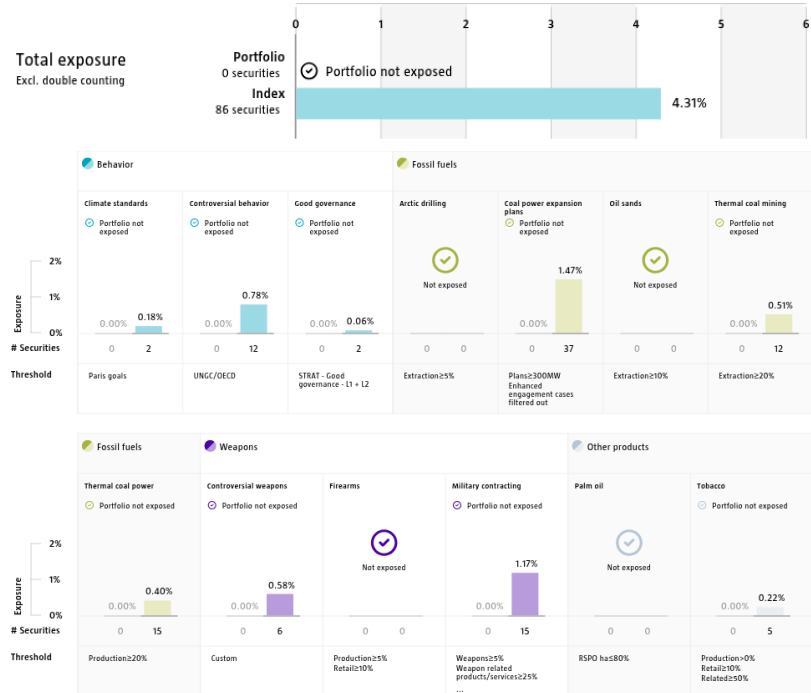 0 1 2 3 4 5 6
Total exposure
Excl. double counting
Portfolio
0 securities
Portfolio not exposed
Index
86 securities
4.31%
Behavior
Fossil fuels
Climate standards
Portfolio not
exposed
Controversial behavior
Portfolio not
exposed
Good governance
Portfolio not
exposed
Arctic drilling
Not exposed
Coal power expansion
plans
Portfolio not
exposed
Oil sands
Not exposed
Thermal coal mining
Portfolio not
exposed
Exposure
2%
1%
0%
0.00% 0.18%
0.00% 0.78%
0.00% 0.06%
0.00% 1.47%
0.00% 0.51%
# Securities 0 2 0 12 0 2 0 0 0 37 0 0 0 12
Threshold
Paris goals
UNGC/OECD
STRAT - Good
governance - L1 + L2
Extraction≥5%
Plans≥300MW
Enhanced
engagement cases
filtered out
Extraction≥10%
Extraction≥20%
Fossil fuels
Weapons
Other products
Thermal coal power
Portfolio not exposed
Controversial weapons
Portfolio not exposed
Firearms
Not exposed
Military contracting
Portfolio not exposed
Palm oil
Not exposed
Tobacco
Portfolio not exposed
Exposure
2%
1%
0%
0.00% 0.40%
0.00% 0.58%
0.00% 1.17%
0.00% 0.22%
# Securities 0 15 0 6 0 0 0 15 0 0 0 5
Threshold
Production≥20%
Custom
Production≥5%
Retail≥10%
Weapons≥5%
Weapon related
products/services≥25%
RSPO ha≤80%
Production>0%
Retail≥10%
Related≥50%